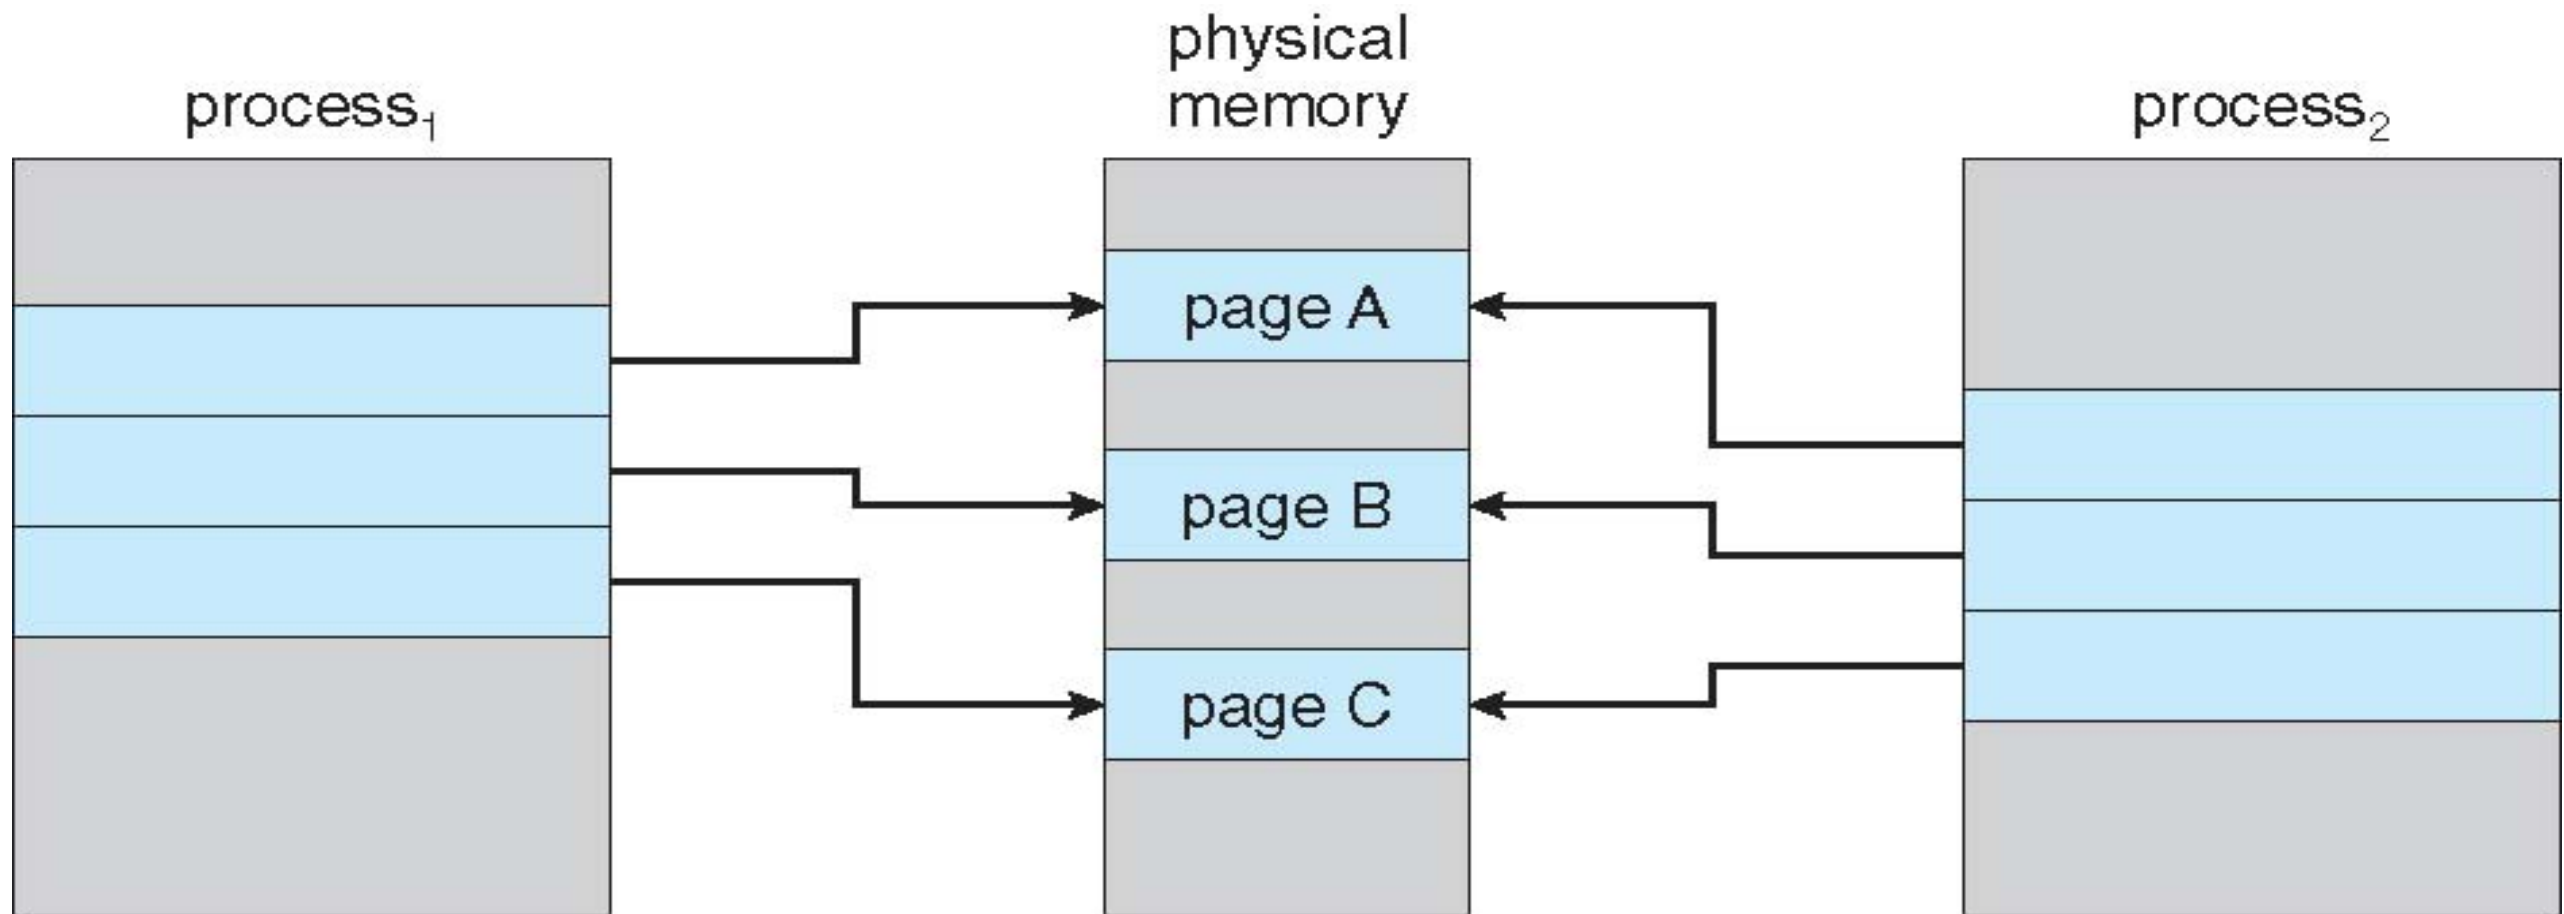 process₁
physical
memory
process₂
page A
page B
page C